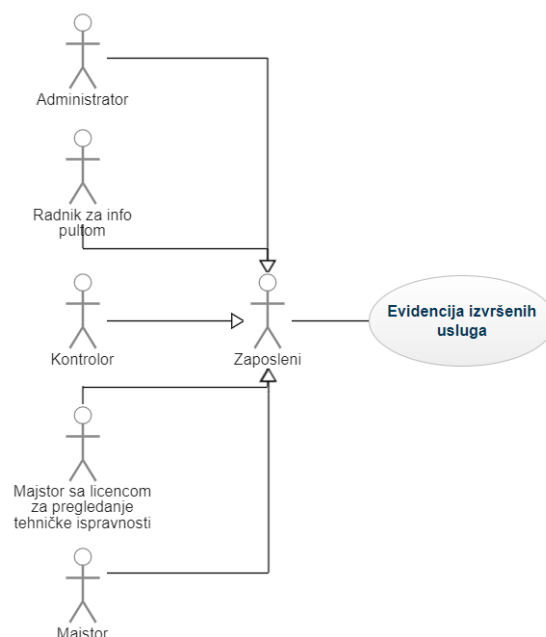 Administrator
Radnik za info
pultom
Kontrolor
Zaposleni
Evidencija izvršenih
usluga
Majstor sa licencom
za pregledanje
tehničke ispravnosti
Majstor